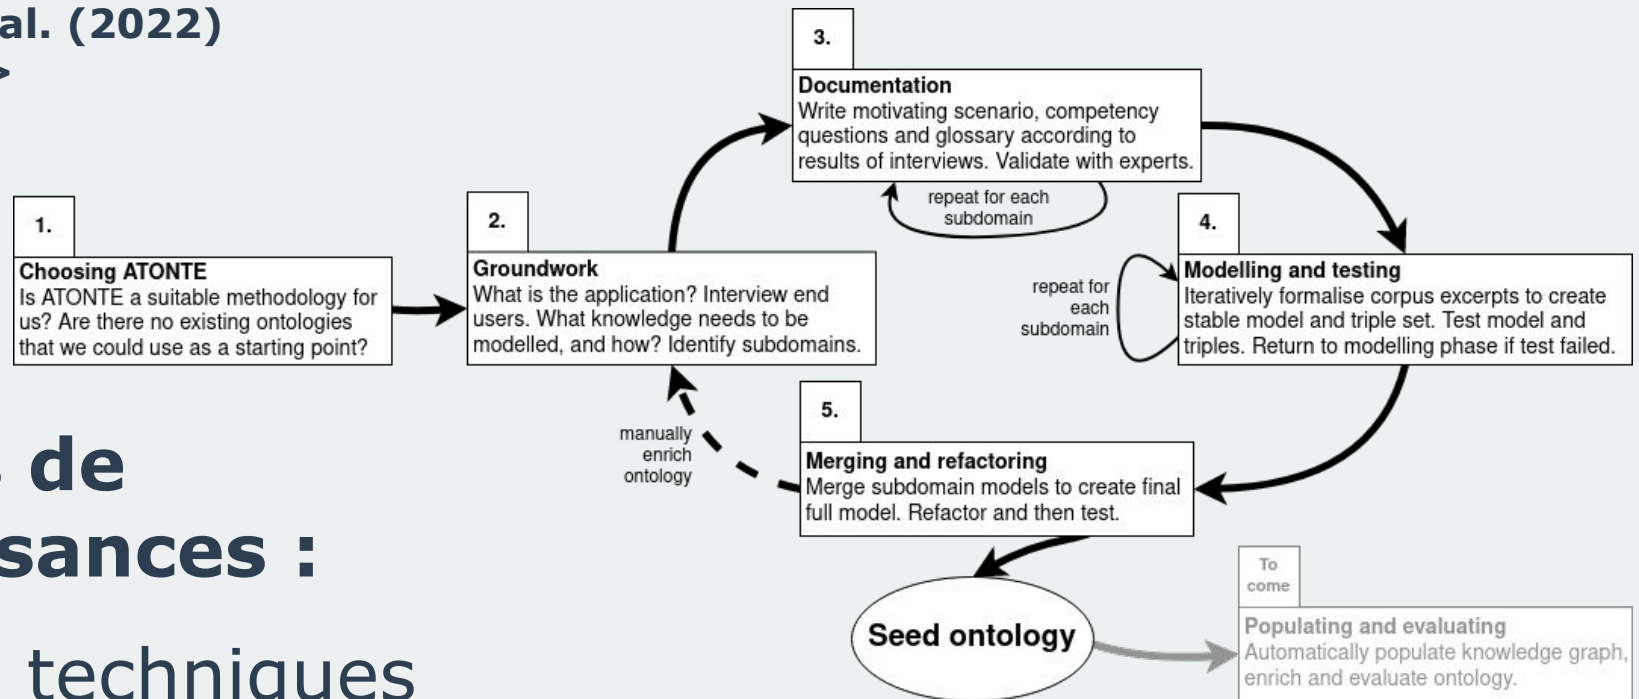 al. (2022)
>
1.
Choosing ATONTE
Is ATONTE a suitable methodology for
us? Are there no existing ontologies
that we could use as a starting point?
2.
Groundwork
What is the application? Interview end
users. What knowledge needs to be
modelled, and how? Identify subdomains.
3.
Documentation
Write motivating scenario, competency
questions and glossary according to
results of interviews. Validate with experts.
repeat for each
subdomain
4.
Modelling and testing
Iteratively formalise corpus excerpts to create
stable model and triple set. Test model and
triples. Return to modelling phase if test failed.
repeat for
each
subdomain
5.
Merging and refactoring
Merge subdomain models to create final
full model. Refactor and then test.
manually
enrich
ontology
Seed ontology
To
come
Populating and evaluating
Automatically populate knowledge graph,
enrich and evaluate ontology.
de
sances :
techniques